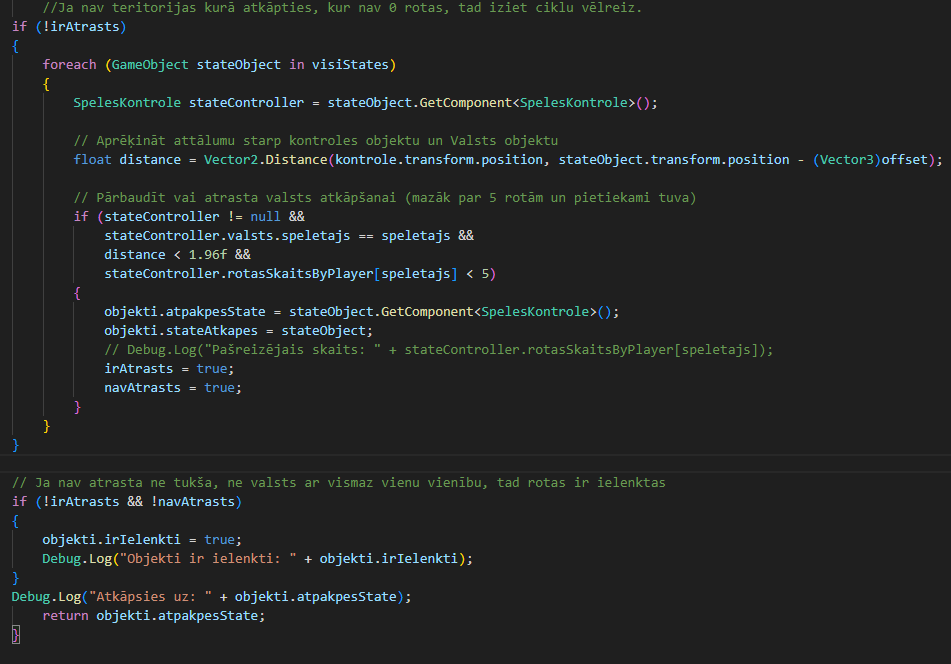 //Ja nav teritorijas kurā atkāpties, kur nav 0 rotas, tad iziet ciklu vēlreiz.
if (!irAtrasts)
{
foreach (GameObject stateObject in visiStates)
{
SpelesKontrole stateController = stateObject.GetComponent<SpelesKontrole>();
// Aprēķināt attālumu starp kontroles objektu un Valsts objektu
float distance = Vector2.Distance(kontrole.transform.position, stateObject.transform.position - (Vector3)offset);
// Pārbaudīt vai atrasta valsts atkāpšanai (mazāk par 5 rotām un pietiekami tuva)
if (stateController != null &&
stateController.valsts.speletajs == speletajs &&
distance < 1.96f &&
stateController.rotasSkaitsByPlayer[speletajs] < 5)
{
objekti.atpakpesState = stateObject.GetComponent<SpelesKontrole>();
objekti.stateAtkapes = stateObject;
// Debug.Log("Pašreizējais skaits: " + stateController.rotasSkaitsByPlayer[speletajs]);
irAtrasts = true;
navAtrasts = true;
}
}
}
// Ja nav atrasta ne tukša, ne valsts ar vismaz vienu vienību, tad rotas ir ielenktas
if (!irAtrasts && !navAtrasts)
{
objekti.irIelenkti = true;
Debug.Log("Objekti ir ielenkti: " + objekti.irIelenkti);
}
Debug.Log("Atkāpsies uz: " + objekti.atpakpesState);
return objekti.atpakpesState;
}